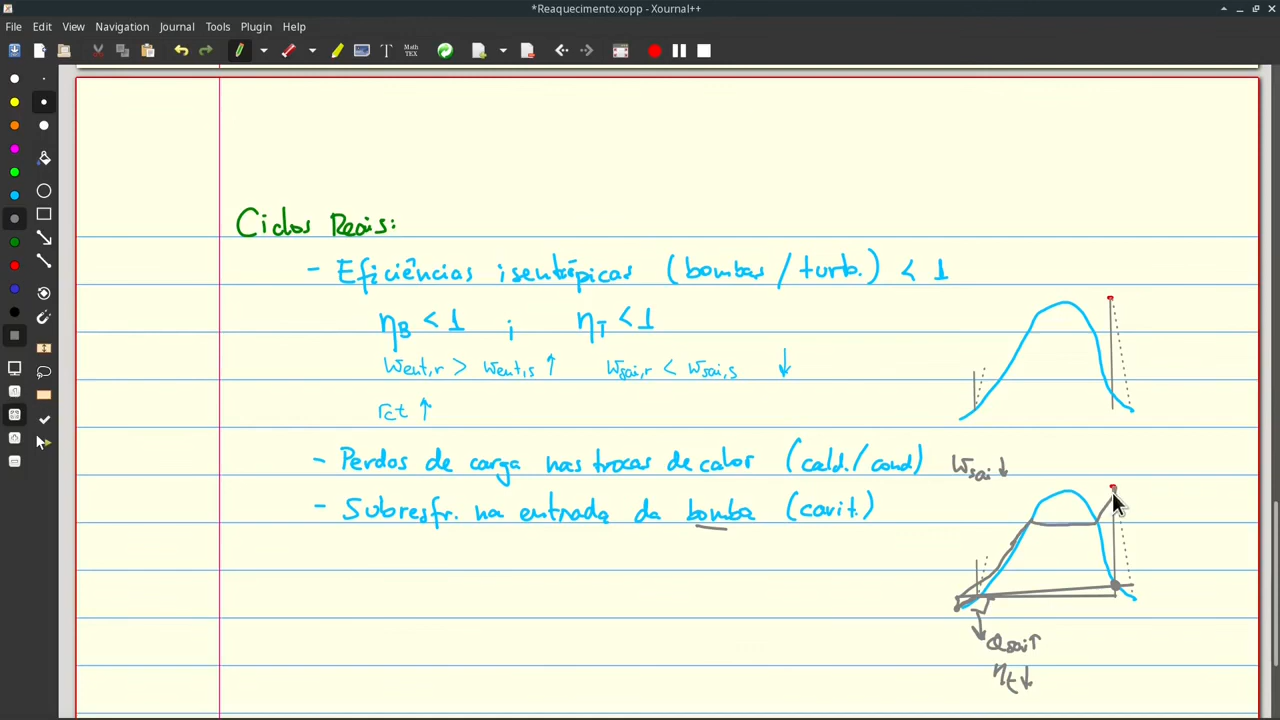 *Reaquecimento.xopp - Xournal++
File Edit View Navigation Journal Tools Plugin Help
Math TEX
Ciclos Reais:
- Eficiências isentrópicas (bombas / turb.) < 1
ηB < 1 ; ηT < 1
Went,r > Went,s ↑ Wsai,r < Wsai,s ↓
rct ↑
- Perdas de carga nas trocas de calor (cald./cond) Wsai ↓
- Subresfr. na entrada da bomba (cavit.)
Qsai ↑
ηt ↓